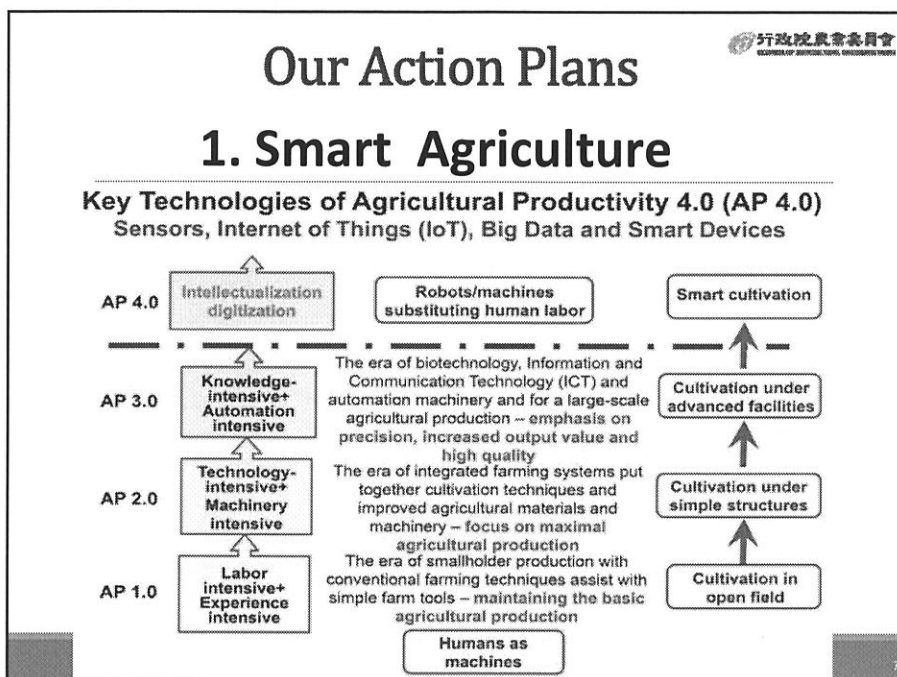 行政院農業委員會
Our Action Plans
1. Smart Agriculture
Key Technologies of Agricultural Productivity 4.0 (AP 4.0)
Sensors, Internet of Things (IoT), Big Data and Smart Devices
AP 4.0
Intellectualization
digitization
Robots/machines
substituting human labor
Smart cultivation
AP 3.0
Knowledge-
intensive+
Automation
intensive
The era of biotechnology, Information and
Communication Technology (ICT) and
automation machinery and for a large-scale
agricultural production – emphasis on
precision, increased output value and
high quality
Cultivation under
advanced facilities
AP 2.0
Technology-
intensive+
Machinery
intensive
The era of integrated farming systems put
together cultivation techniques and
improved agricultural materials and
machinery – focus on maximal
agricultural production
Cultivation under
simple structures
AP 1.0
Labor
intensive+
Experience
intensive
The era of smallholder production with
conventional farming techniques assist with
simple farm tools – maintaining the basic
agricultural production
Cultivation in
open field
Humans as
machines
7